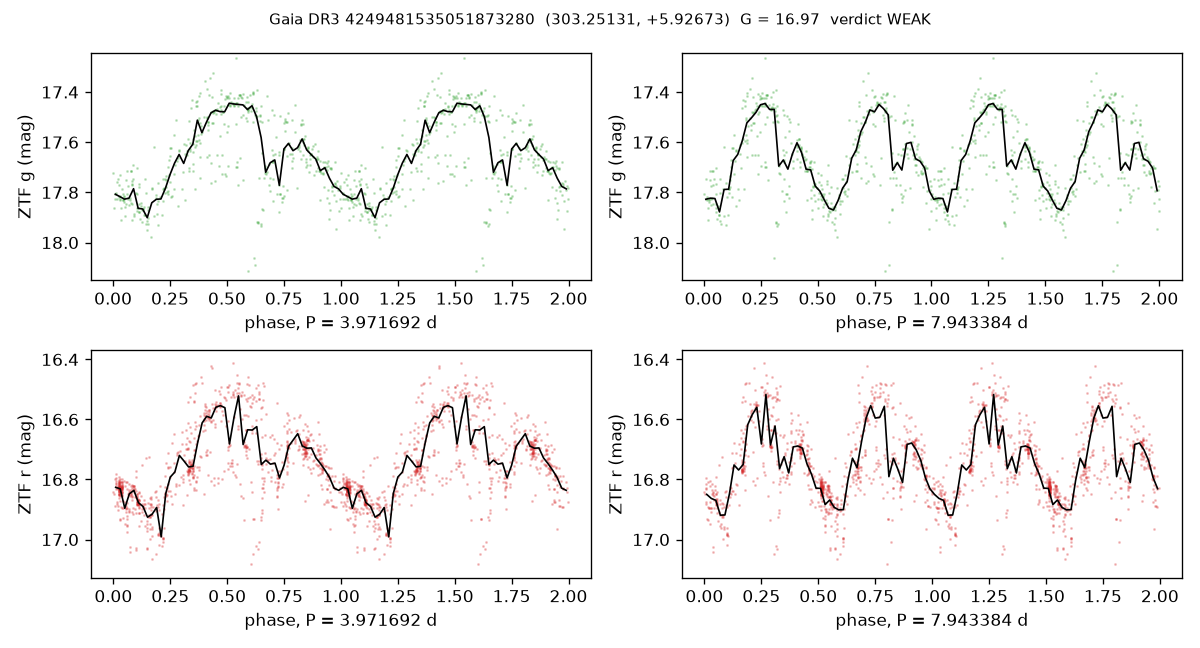 Gaia DR3 4249481535051873280  (303.25131, +5.92673)  G = 16.97  verdict WEAK
ZTF g (mag)
17.4
17.6
17.8
18.0
0.00 0.25 0.50 0.75 1.00 1.25 1.50 1.75 2.00
phase, P = 3.971692 d
ZTF g (mag)
17.4
17.6
17.8
18.0
0.00 0.25 0.50 0.75 1.00 1.25 1.50 1.75 2.00
phase, P = 7.943384 d
ZTF r (mag)
16.4
16.6
16.8
17.0
0.00 0.25 0.50 0.75 1.00 1.25 1.50 1.75 2.00
phase, P = 3.971692 d
ZTF r (mag)
16.4
16.6
16.8
17.0
0.00 0.25 0.50 0.75 1.00 1.25 1.50 1.75 2.00
phase, P = 7.943384 d